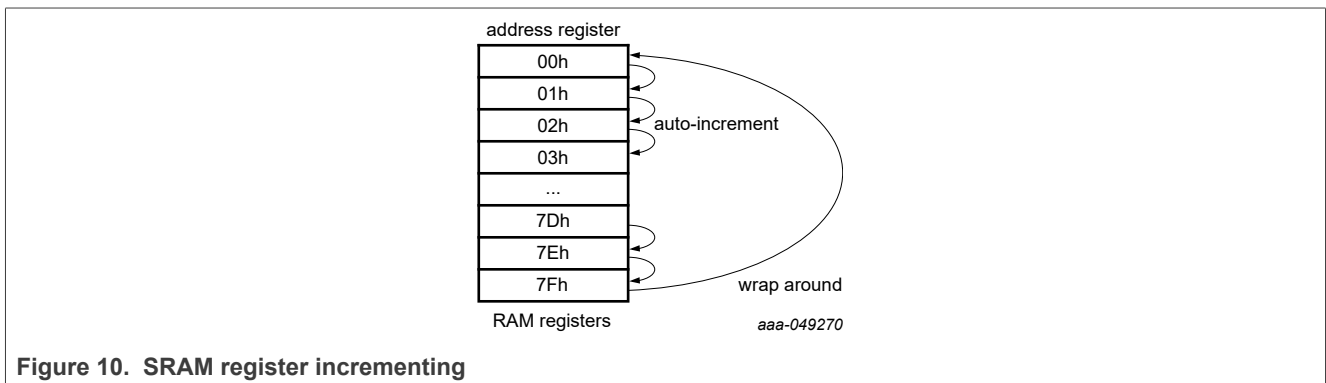 address register
00h
01h
02h
auto-increment
03h
...
7Dh
7Eh
7Fh
wrap around
RAM registers
aaa-049270
Figure 10. SRAM register incrementing